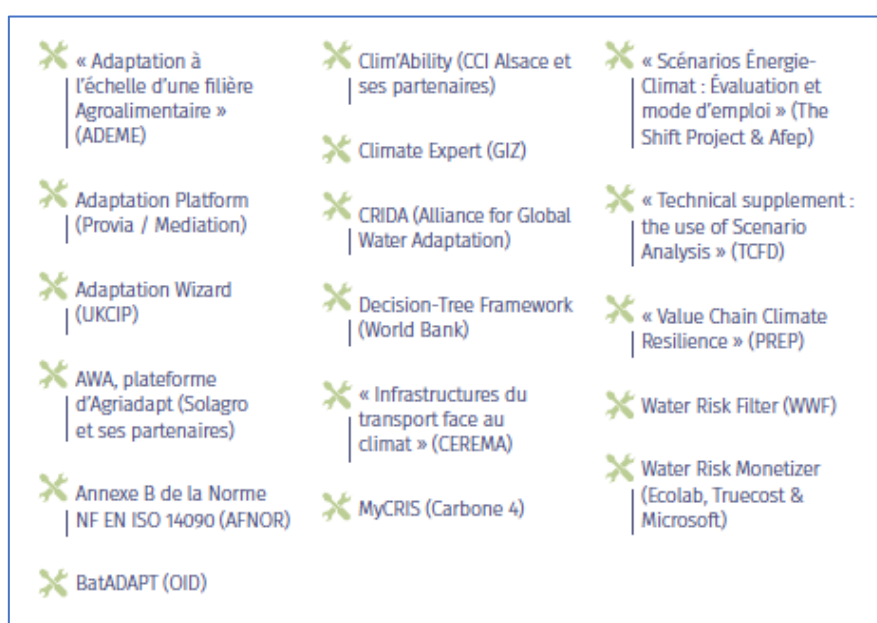 « Adaptation à
l'échelle d'une filière
Agroalimentaire »
(ADEME)
Adaptation Platform
(Provia / Mediation)
Adaptation Wizard
(UKCIP)
AWA, plateforme
d'Agriadapt (Solagro
et ses partenaires)
Annexe B de la Norme
NF EN ISO 14090 (AFNOR)
BatADAPT (OID)
Clim'Ability (CCI Alsace et
ses partenaires)
Climate Expert (GIZ)
CRIDA (Alliance for Global
Water Adaptation)
Decision-Tree Framework
(World Bank)
« Infrastructures du
transport face au
climat » (CEREMA)
MyCRIS (Carbone 4)
« Scénarios Énergie-
Climat : Évaluation et
mode d'emploi » (The
Shift Project & Afep)
« Technical supplement :
the use of Scenario
Analysis » (TCFD)
« Value Chain Climate
Resilience » (PREP)
Water Risk Filter (WWF)
Water Risk Monetizer
(Ecolab, Truecost &
Microsoft)